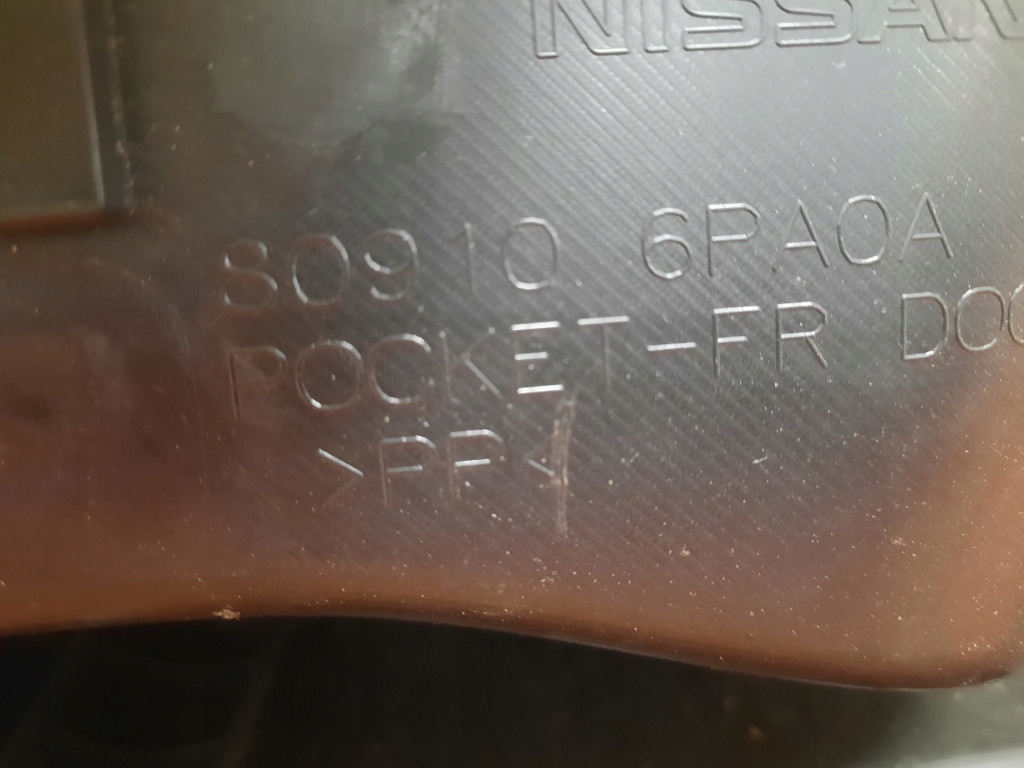 NISSAN
80910 6PA0A
POCKET-FR DOO
>PP<